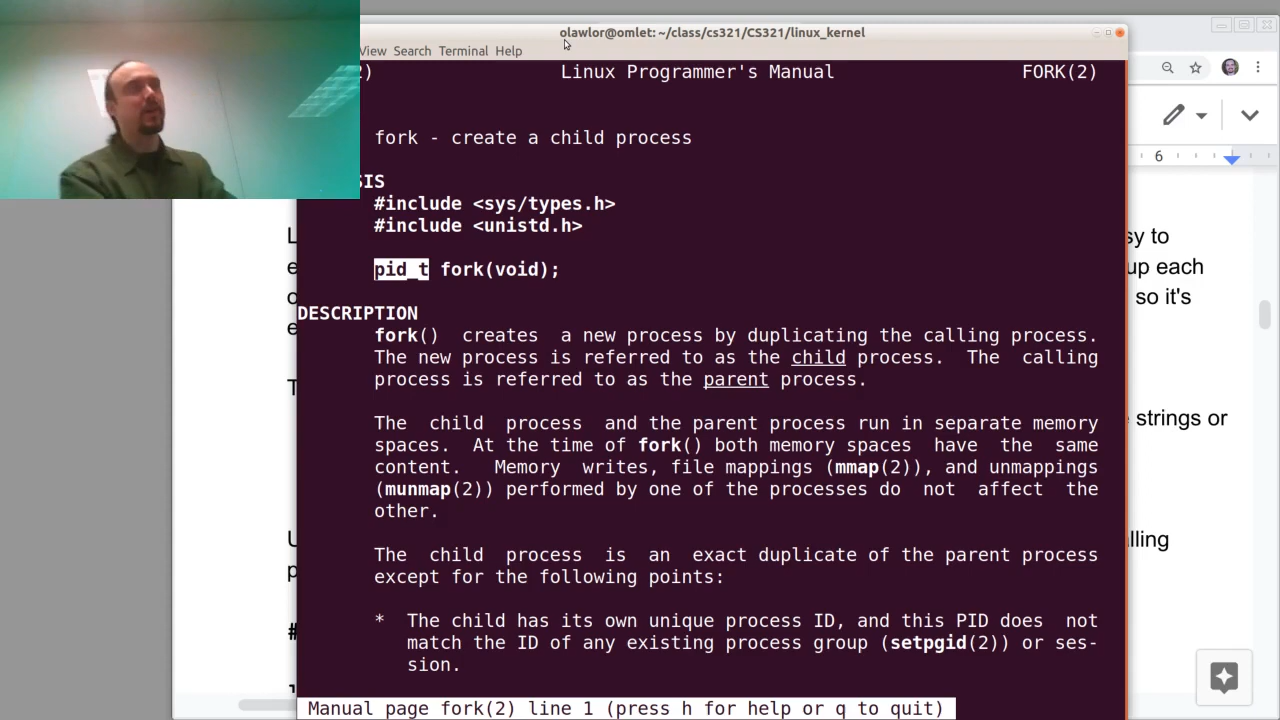 olawlor@omlet: ~/class/cs321/CS321/linux_kernel
View Search Terminal Help
2) Linux Programmer's Manual FORK(2)
fork - create a child process
SIS
#include <sys/types.h>
#include <unistd.h>
pid_t fork(void);
DESCRIPTION
fork() creates a new process by duplicating the calling process.
The new process is referred to as the child process. The calling
process is referred to as the parent process.
The child process and the parent process run in separate memory
spaces. At the time of fork() both memory spaces have the same
content. Memory writes, file mappings (mmap(2)), and unmappings
(munmap(2)) performed by one of the processes do not affect the
other.
The child process is an exact duplicate of the parent process
except for the following points:
* The child has its own unique process ID, and this PID does not
match the ID of any existing process group (setpgid(2)) or ses-
sion.
Manual page fork(2) line 1 (press h for help or q to quit)
6
sy to
up each
so it's
strings or
lling
#